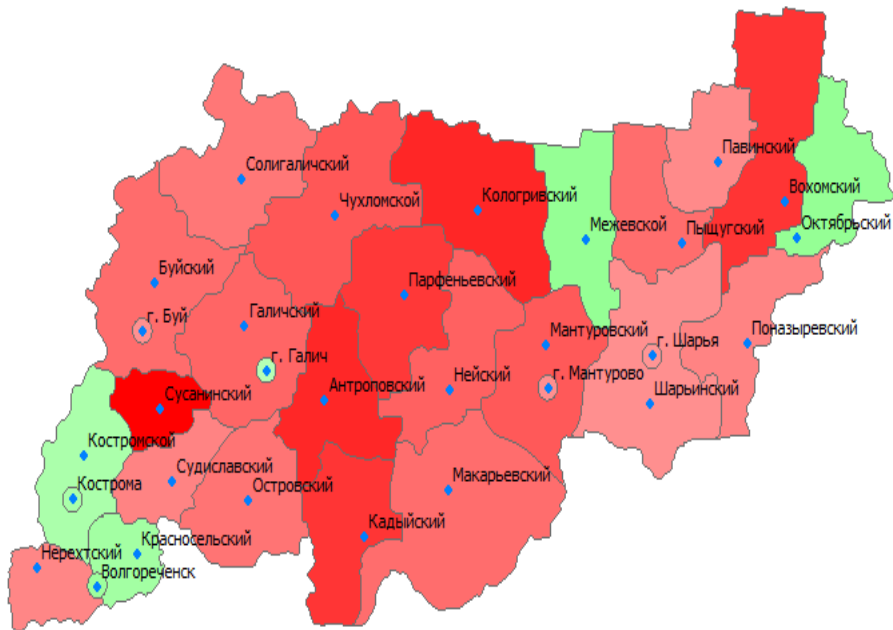 Павинский
Солигаличский
Вохомский
Чухломской
Кологривский
Межевской
Октябрьский
Пыщугский
Буйский
Парфеньевский
г. Буй
Галичский
Мантуровский
Поназыревский
г. Шарья
г. Галич
Нейский
г. Мантурово
Сусанинский
Антроповский
Шарьинский
Костромской
Судиславский
Макарьевский
Кострома
Островский
Кадыйский
Красносельский
Нерехтский
Волгореченск